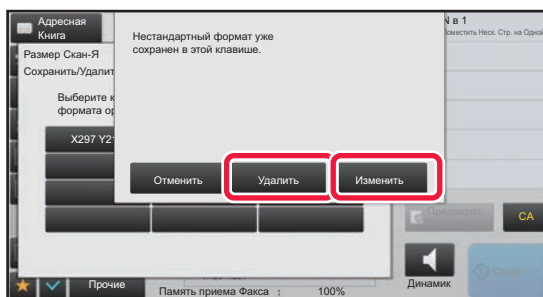 Адресная
Книга
N в 1
Поместить Неск. Стр. на Одной
Размер Скан-Я
Сохранить/Удалит
Нестандартный формат уже
сохранен в этой клавише.
Выберите к
формата ор
X297 Y21
Отменить
Удалить
Изменить
Предварит.
CA
Прочие
Память приема Факса : 100%
Динамик
Старт